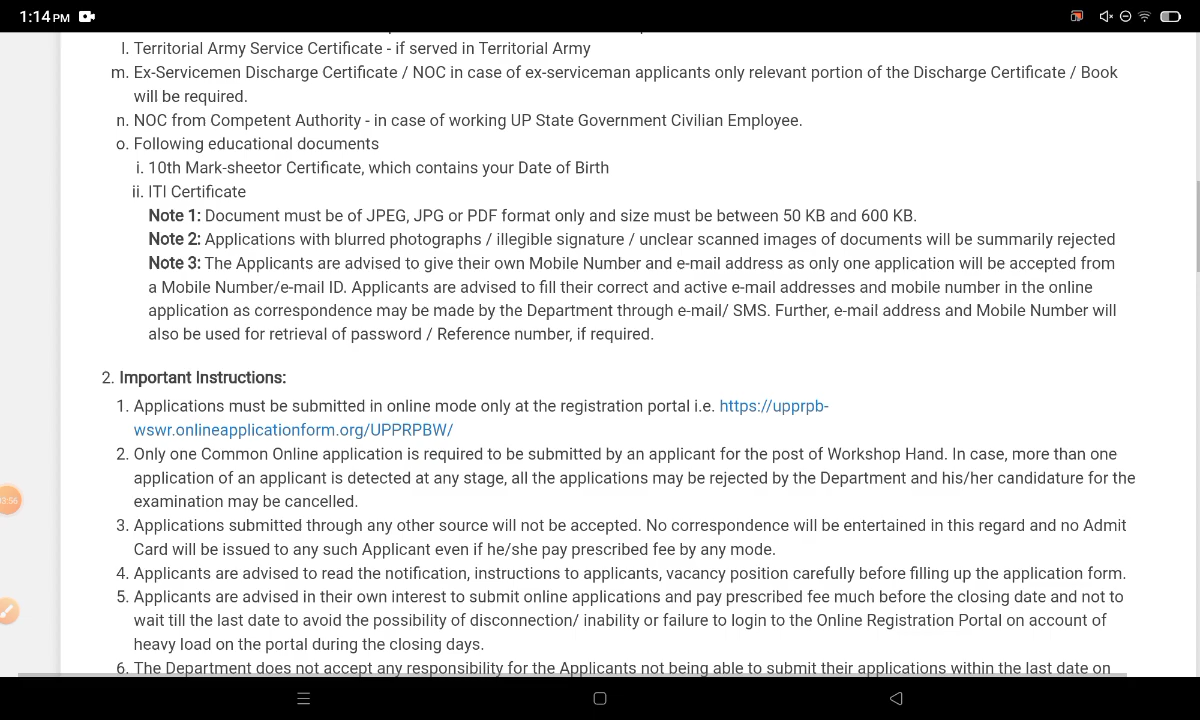 1:14 PM
l. Territorial Army Service Certificate - if served in Territorial Army
m. Ex-Servicemen Discharge Certificate / NOC in case of ex-serviceman applicants only relevant portion of the Discharge Certificate / Book
will be required.
n. NOC from Competent Authority - in case of working UP State Government Civilian Employee.
o. Following educational documents
i. 10th Mark-sheetor Certificate, which contains your Date of Birth
ii. ITI Certificate
Note 1: Document must be of JPEG, JPG or PDF format only and size must be between 50 KB and 600 KB.
Note 2: Applications with blurred photographs / illegible signature / unclear scanned images of documents will be summarily rejected
Note 3: The Applicants are advised to give their own Mobile Number and e-mail address as only one application will be accepted from
a Mobile Number/e-mail ID. Applicants are advised to fill their correct and active e-mail addresses and mobile number in the online
application as correspondence may be made by the Department through e-mail/ SMS. Further, e-mail address and Mobile Number will
also be used for retrieval of password / Reference number, if required.
2. Important Instructions:
1. Applications must be submitted in online mode only at the registration portal i.e. https://upprpb-
wswr.onlineapplicationform.org/UPPRPBW/
2. Only one Common Online application is required to be submitted by an applicant for the post of Workshop Hand. In case, more than one
application of an applicant is detected at any stage, all the applications may be rejected by the Department and his/her candidature for the
examination may be cancelled.
3. Applications submitted through any other source will not be accepted. No correspondence will be entertained in this regard and no Admit
Card will be issued to any such Applicant even if he/she pay prescribed fee by any mode.
4. Applicants are advised to read the notification, instructions to applicants, vacancy position carefully before filling up the application form.
5. Applicants are advised in their own interest to submit online applications and pay prescribed fee much before the closing date and not to
wait till the last date to avoid the possibility of disconnection/ inability or failure to login to the Online Registration Portal on account of
heavy load on the portal during the closing days.
6. The Department does not accept any responsibility for the Applicants not being able to submit their applications within the last date on